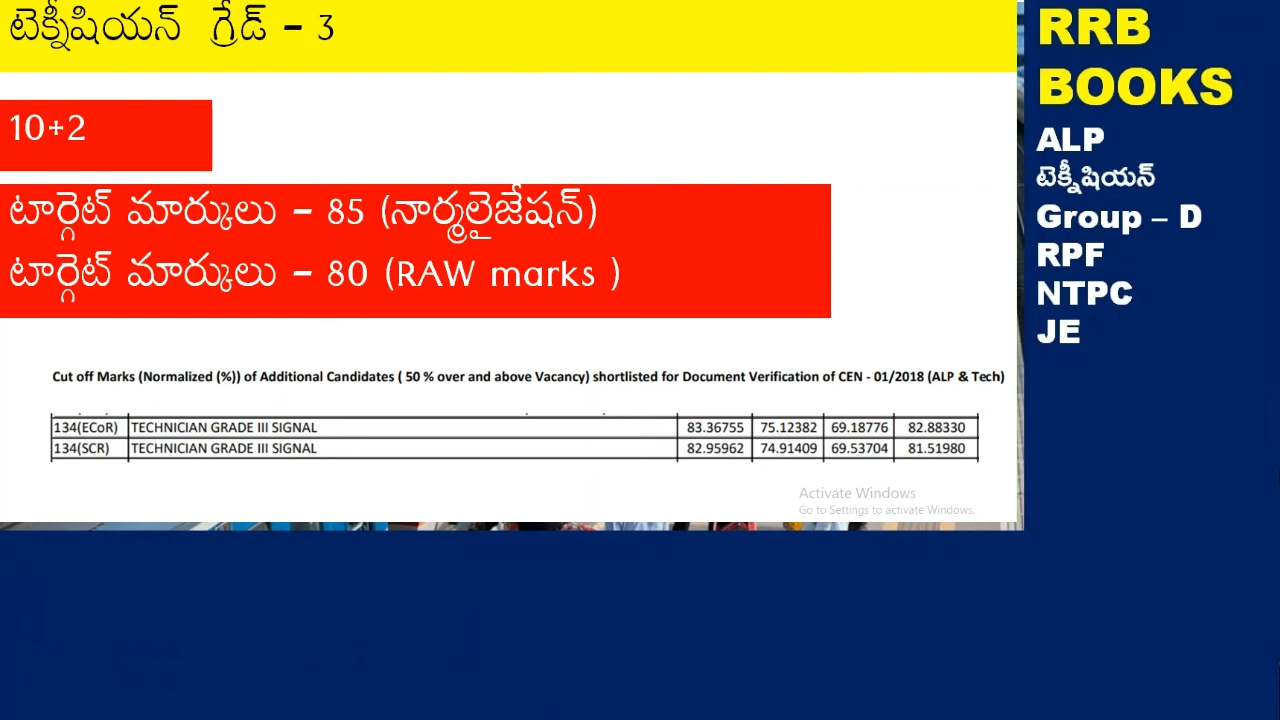 టెక్నీషియన్ గ్రేడ్ – 3
10+2
టార్గెట్ మార్కులు – 85 (నార్మలైజేషన్)
టార్గెట్ మార్కులు – 80 (RAW marks )
Cut off Marks (Normalized (%)) of Additional Candidates ( 50 % over and above Vacancy) shortlisted for Document Verification of CEN - 01/2018 (ALP & Tech)
134(ECoR) TECHNICIAN GRADE III SIGNAL 83.36755 75.12382 69.18776 82.88330
134(SCR) TECHNICIAN GRADE III SIGNAL 82.95962 74.91409 69.53704 81.51980
Activate Windows
Go to Settings to activate Windows.
RRB
BOOKS
ALP
టెక్నీషియన్
Group – D
RPF
NTPC
JE